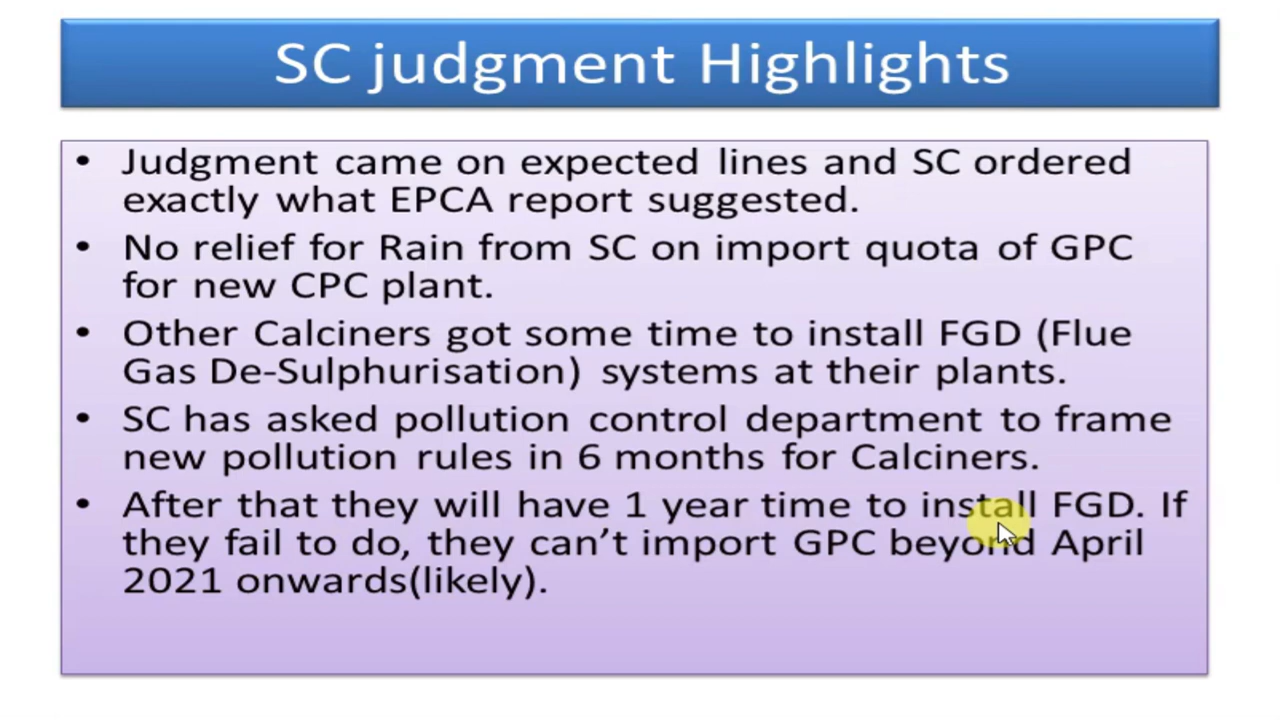 SC judgment Highlights
• Judgment came on expected lines and SC ordered
exactly what EPCA report suggested.
• No relief for Rain from SC on import quota of GPC
for new CPC plant.
• Other Calciners got some time to install FGD (Flue
Gas De-Sulphurisation) systems at their plants.
• SC has asked pollution control department to frame
new pollution rules in 6 months for Calciners.
• After that they will have 1 year time to install FGD. If
they fail to do, they can’t import GPC beyond April
2021 onwards(likely).